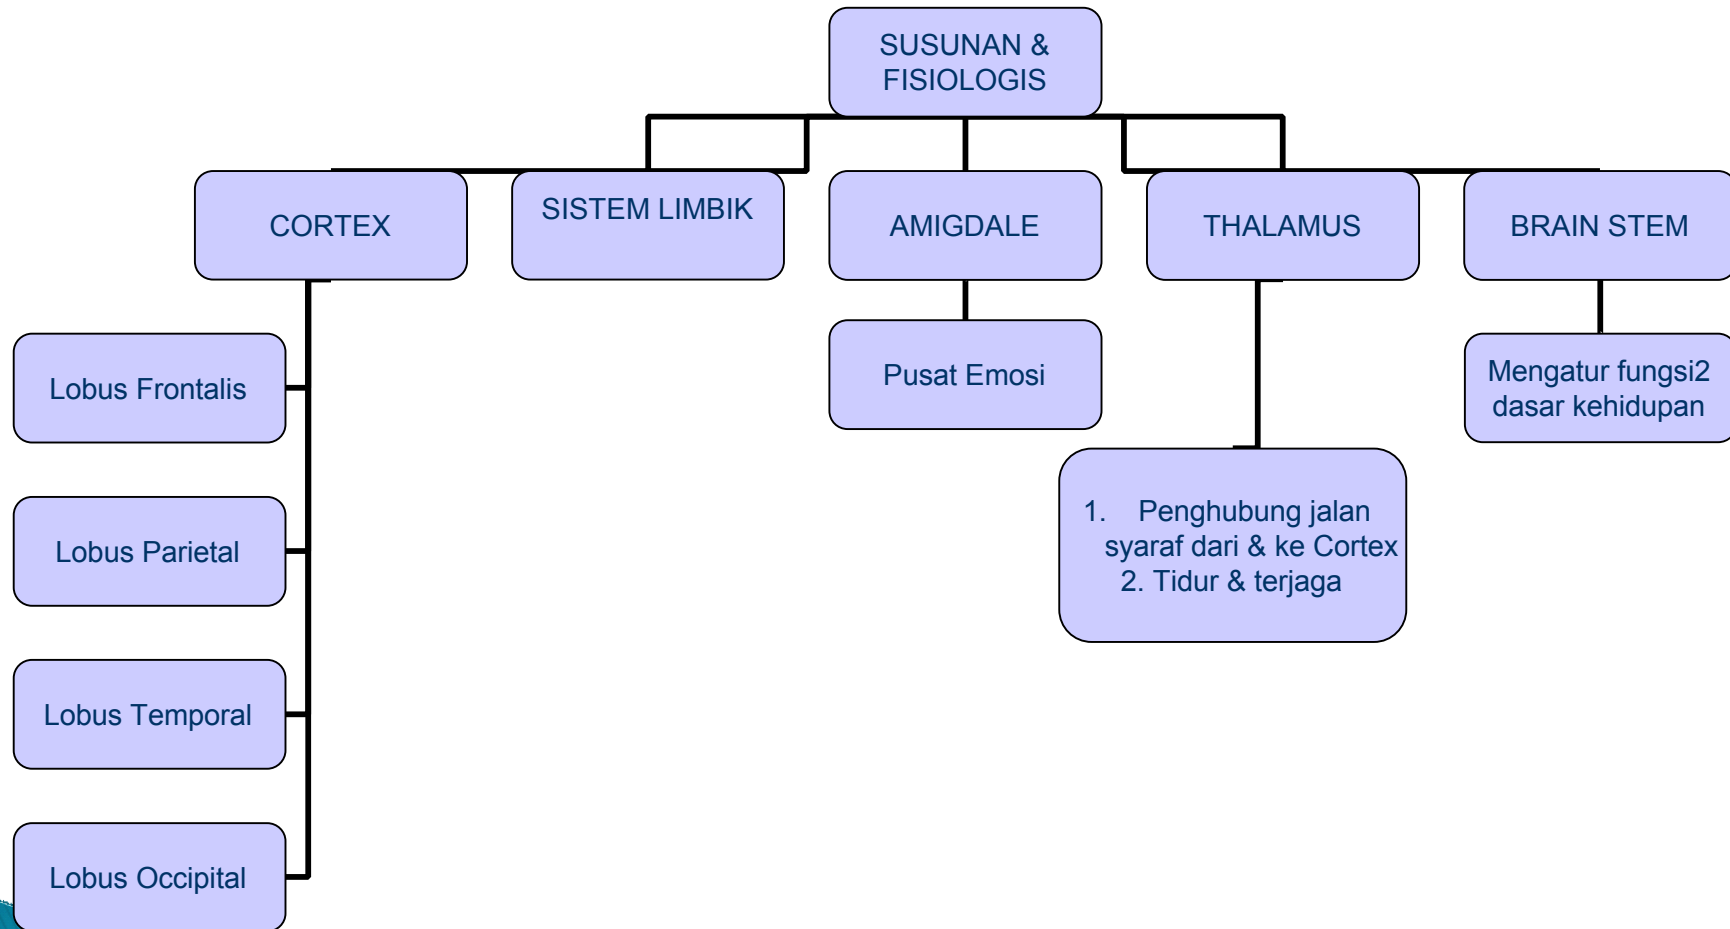 SUSUNAN &
FISIOLOGIS
CORTEX
SISTEM LIMBIK
AMIGDALE
THALAMUS
BRAIN STEM
Lobus Frontalis
Lobus Parietal
Lobus Temporal
Lobus Occipital
Pusat Emosi
1. Penghubung jalan
syaraf dari & ke Cortex
2. Tidur & terjaga
Mengatur fungsi2
dasar kehidupan